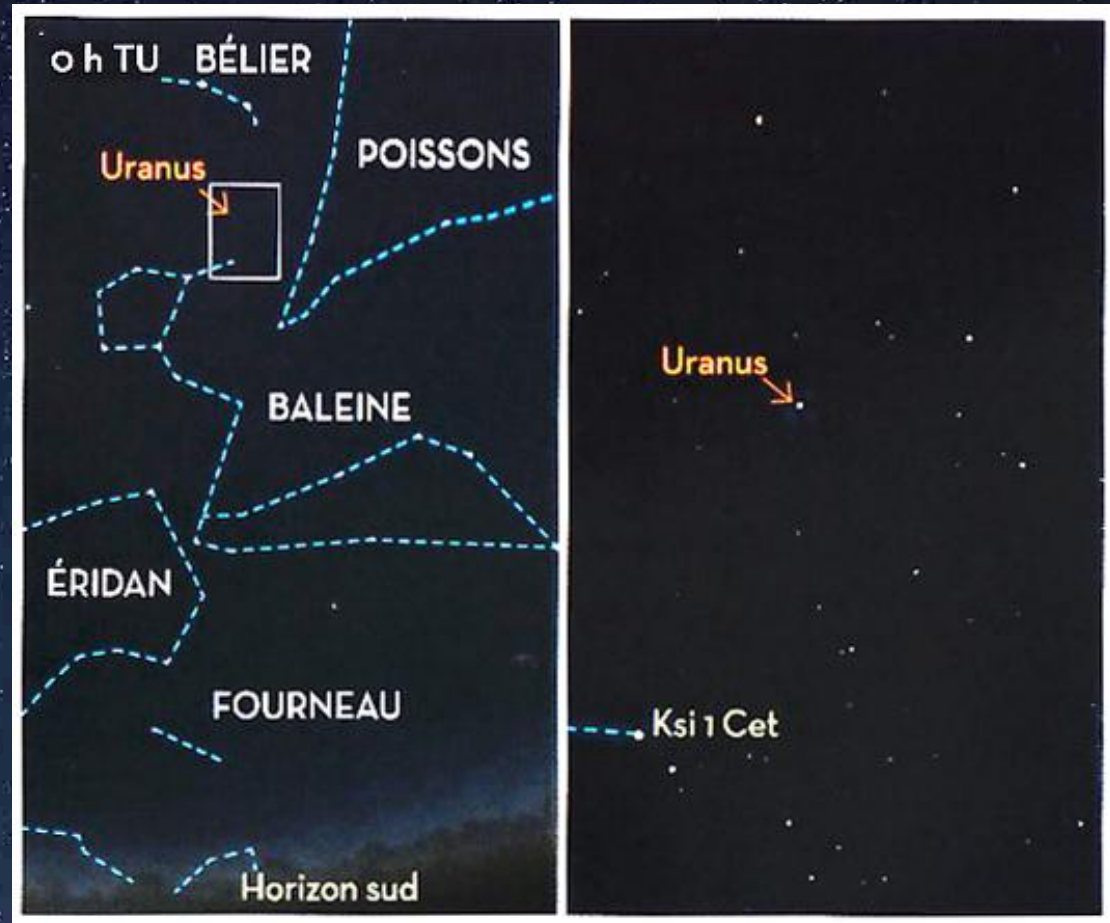 0 h TU BÉLIER
POISSONS
Uranus
BALEINE
ÉRIDAN
FOURNEAU
Horizon sud
Uranus
Ksi 1 Cet